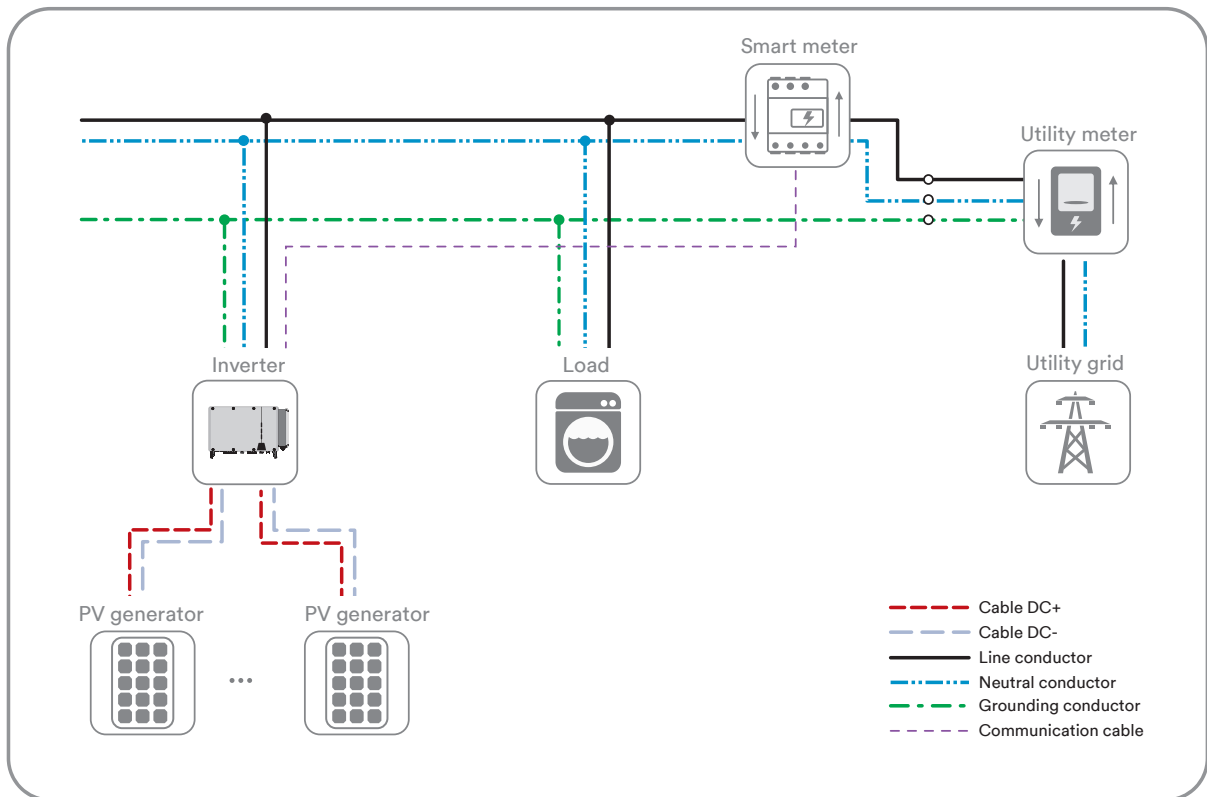 Smart meter
Utility meter
Inverter
Load
Utility grid
PV generator
PV generator
...
Cable DC+
Cable DC-
Line conductor
Neutral conductor
Grounding conductor
Communication cable